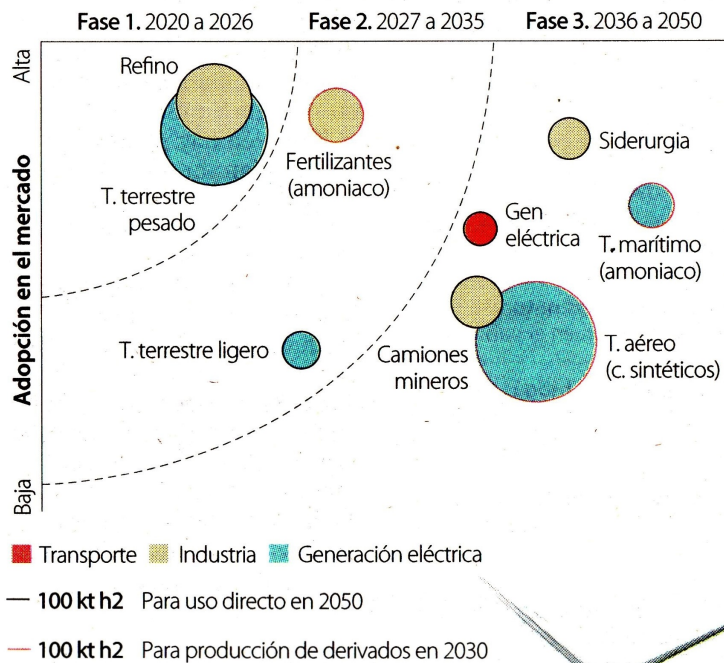 Fase 1. 2020 a 2026
Fase 2. 2027 a 2035
Fase 3. 2036 a 2050
Adopción en el mercado
Alta
Baja
Refino
T. terrestre
pesado
Fertilizantes
(amoniaco)
Siderurgia
Gen
eléctrica
T. marítimo
(amoniaco)
T. terrestre ligero
Camiones
mineros
T. aéreo
(c. sintéticos)
Transporte Industria Generación eléctrica
100 kt h2 Para uso directo en 2050
100 kt h2 Para producción de derivados en 2030